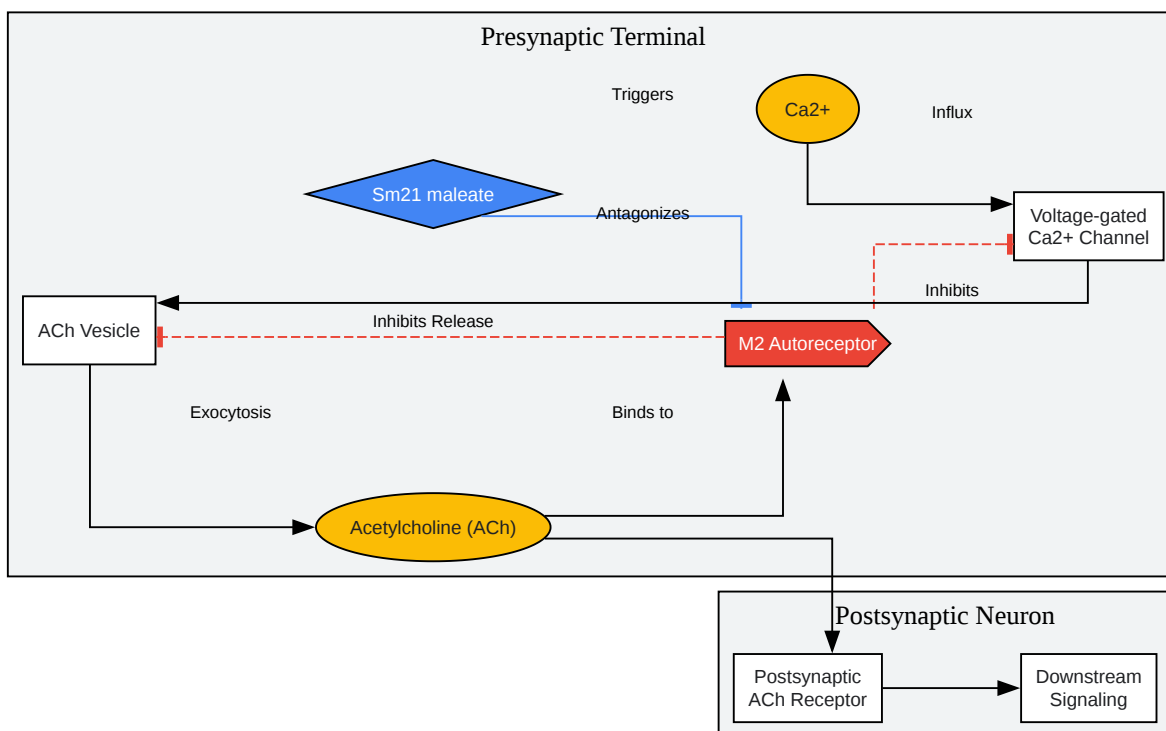 Presynaptic Terminal
Triggers
Ca2+
Influx
Sm21 maleate
Antagonizes
Voltage-gated
Ca2+ Channel
Inhibits
ACh Vesicle
Inhibits Release
M2 Autoreceptor
Exocytosis
Binds to
Acetylcholine (ACh)
Postsynaptic Neuron
Postsynaptic
ACh Receptor
Downstream
Signaling